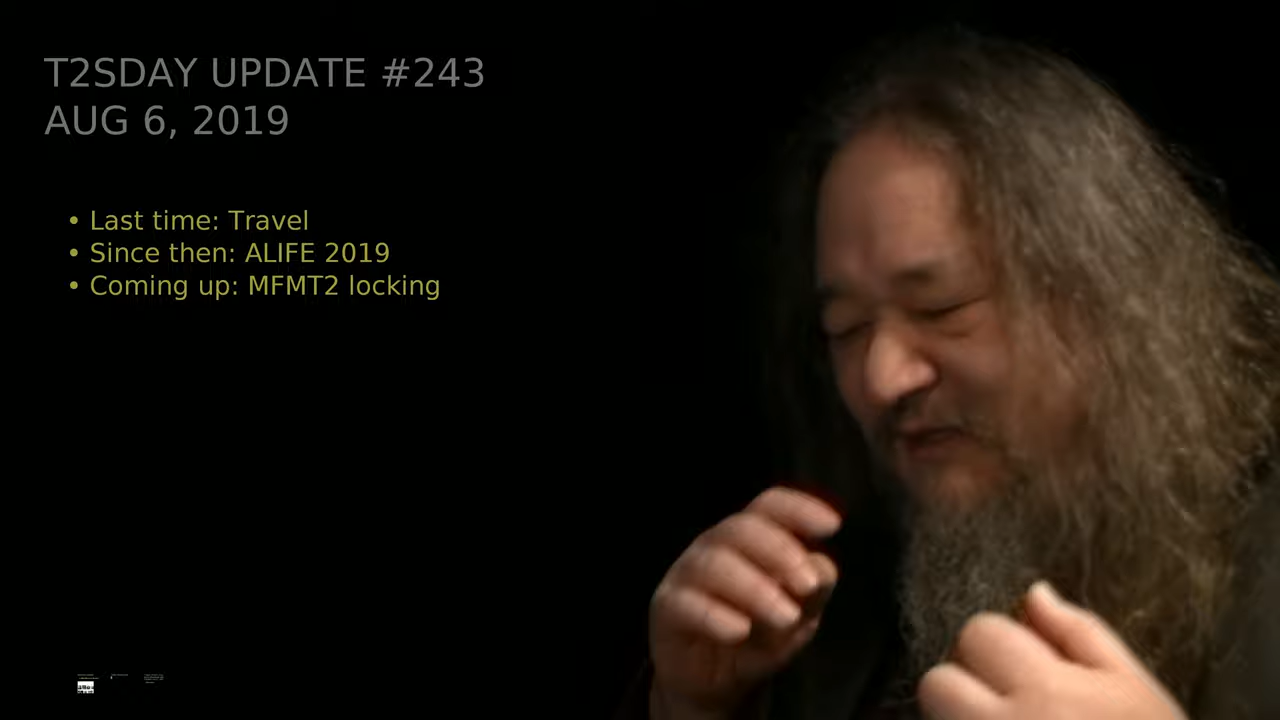 T2SDAY UPDATE #243
AUG 6, 2019
• Last time: Travel
• Since then: ALIFE 2019
• Coming up: MFMT2 locking